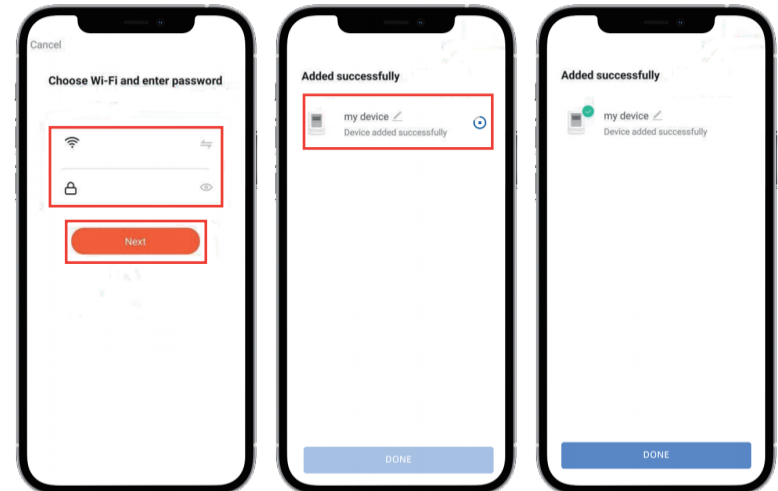 Cancel
Choose Wi-Fi and enter password
Next
Added successfully
my device
Device added successfully
DONE
Added successfully
my device
Device added successfully
DONE